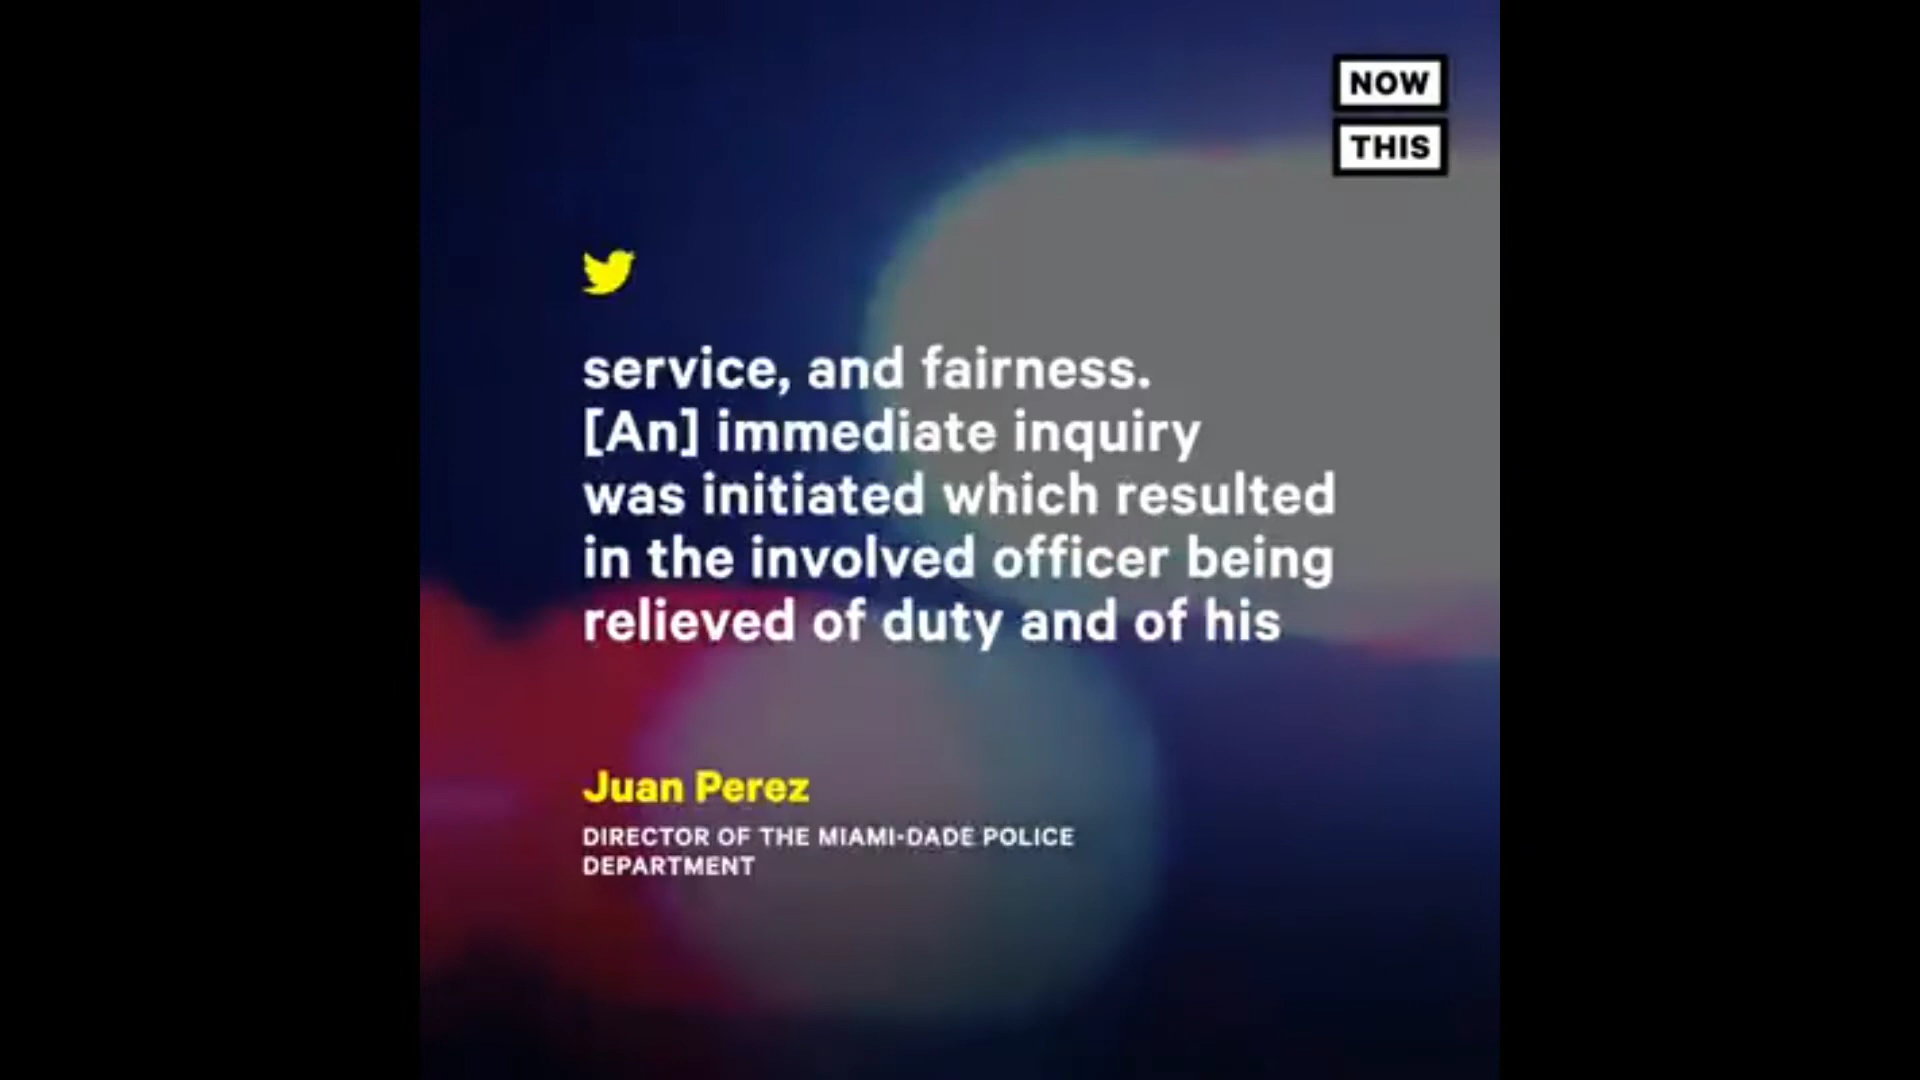 NOW
THIS
service, and fairness.
[An] immediate inquiry
was initiated which resulted
in the involved officer being
relieved of duty and of his
Juan Perez
DIRECTOR OF THE MIAMI-DADE POLICE
DEPARTMENT